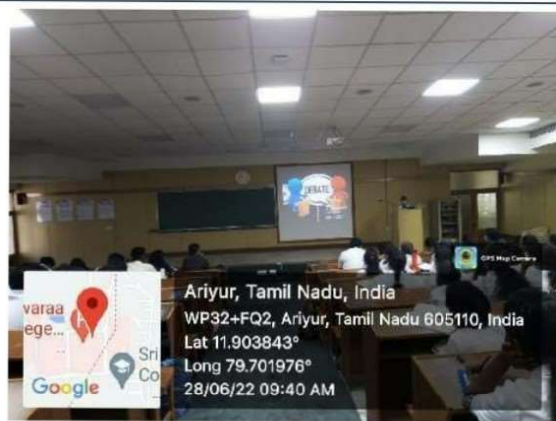 DEBATE
GPS Map Camera
varaa
ege...
Sri
Co
Google
Ariyur, Tamil Nadu, India
WP32+FQ2, Ariyur, Tamil Nadu 605110, India
Lat 11.903843°
Long 79.701976°
28/06/22 09:40 AM